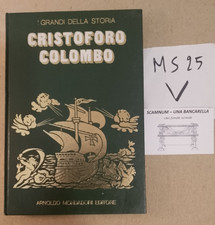 I GRANDI DELLA STORIA
CRISTOFORO
COLOMBO
ARNOLDO MONDADORI EDITORE
MS 25
V
SCAMNUM - UNA BANCARELLA